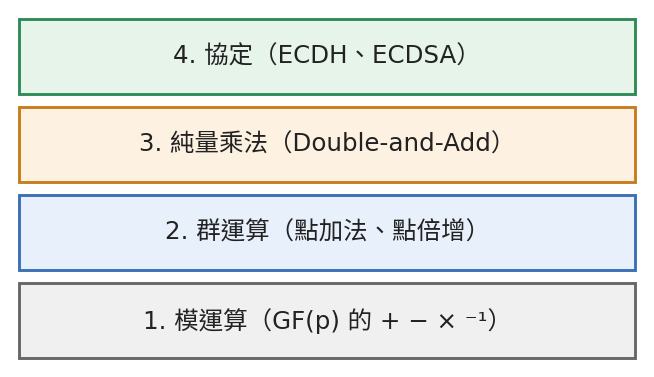 4. 協定（ECDH、ECDSA）
3. 純量乘法（Double-and-Add）
2. 群運算（點加法、點倍增）
1. 模運算（GF(p) 的 + − × ⁻¹）